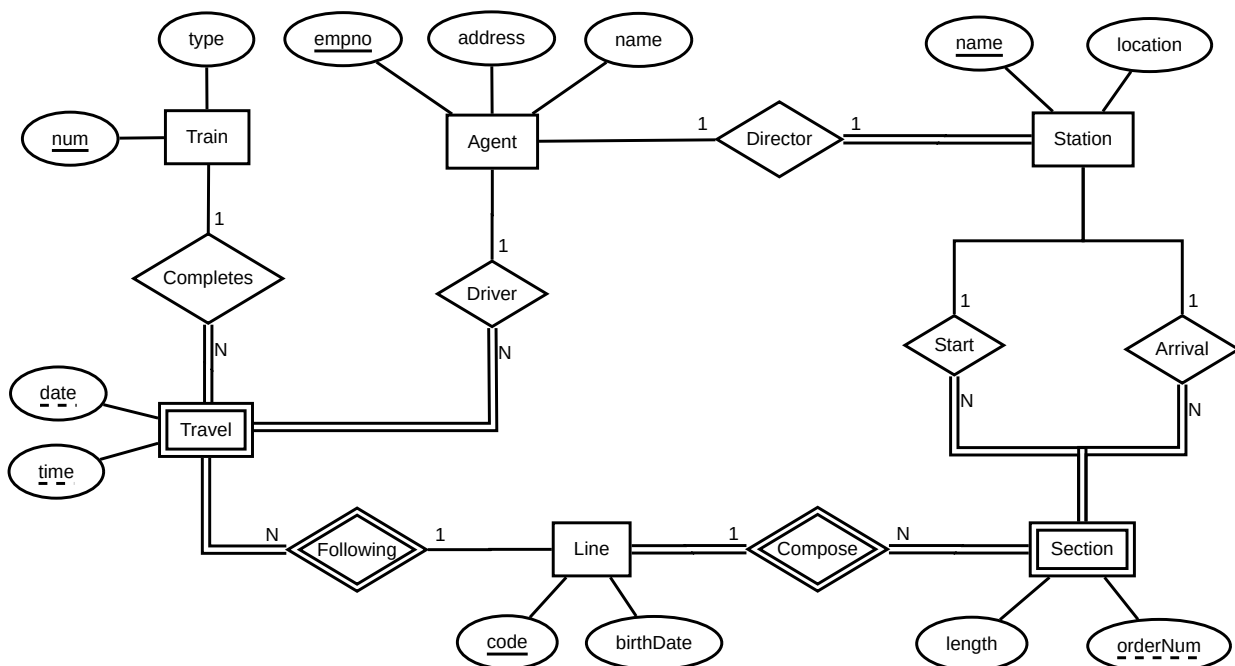 type
empno
address
name
name
location
num
Train
Agent
1
Director
1
Station
1
Completes
N
1
Driver
N
1
Start
N
1
Arrival
N
date
time
Travel
N
Following
1
Line
1
Compose
N
Section
code
birthDate
length
orderNum